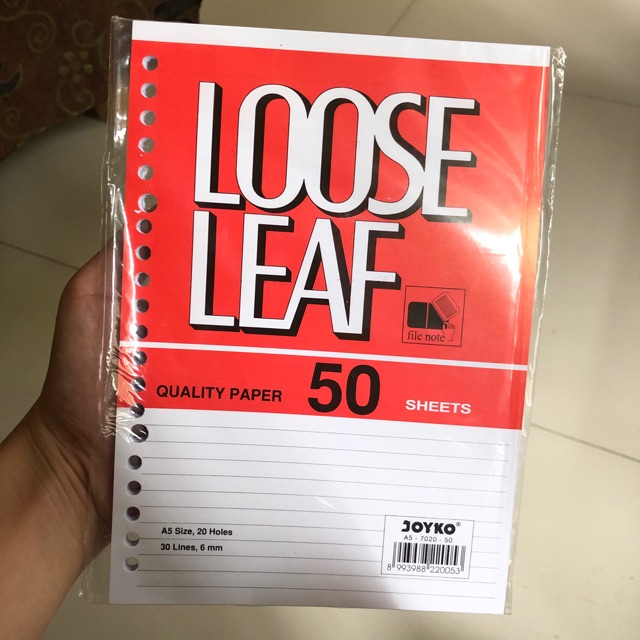 LOOSE
LEAF
file note
QUALITY PAPER 50 SHEETS
A5 Size, 20 Holes
30 Lines, 6 mm
JOYKO®
A5 - 7020 - 50
8 993988 220053